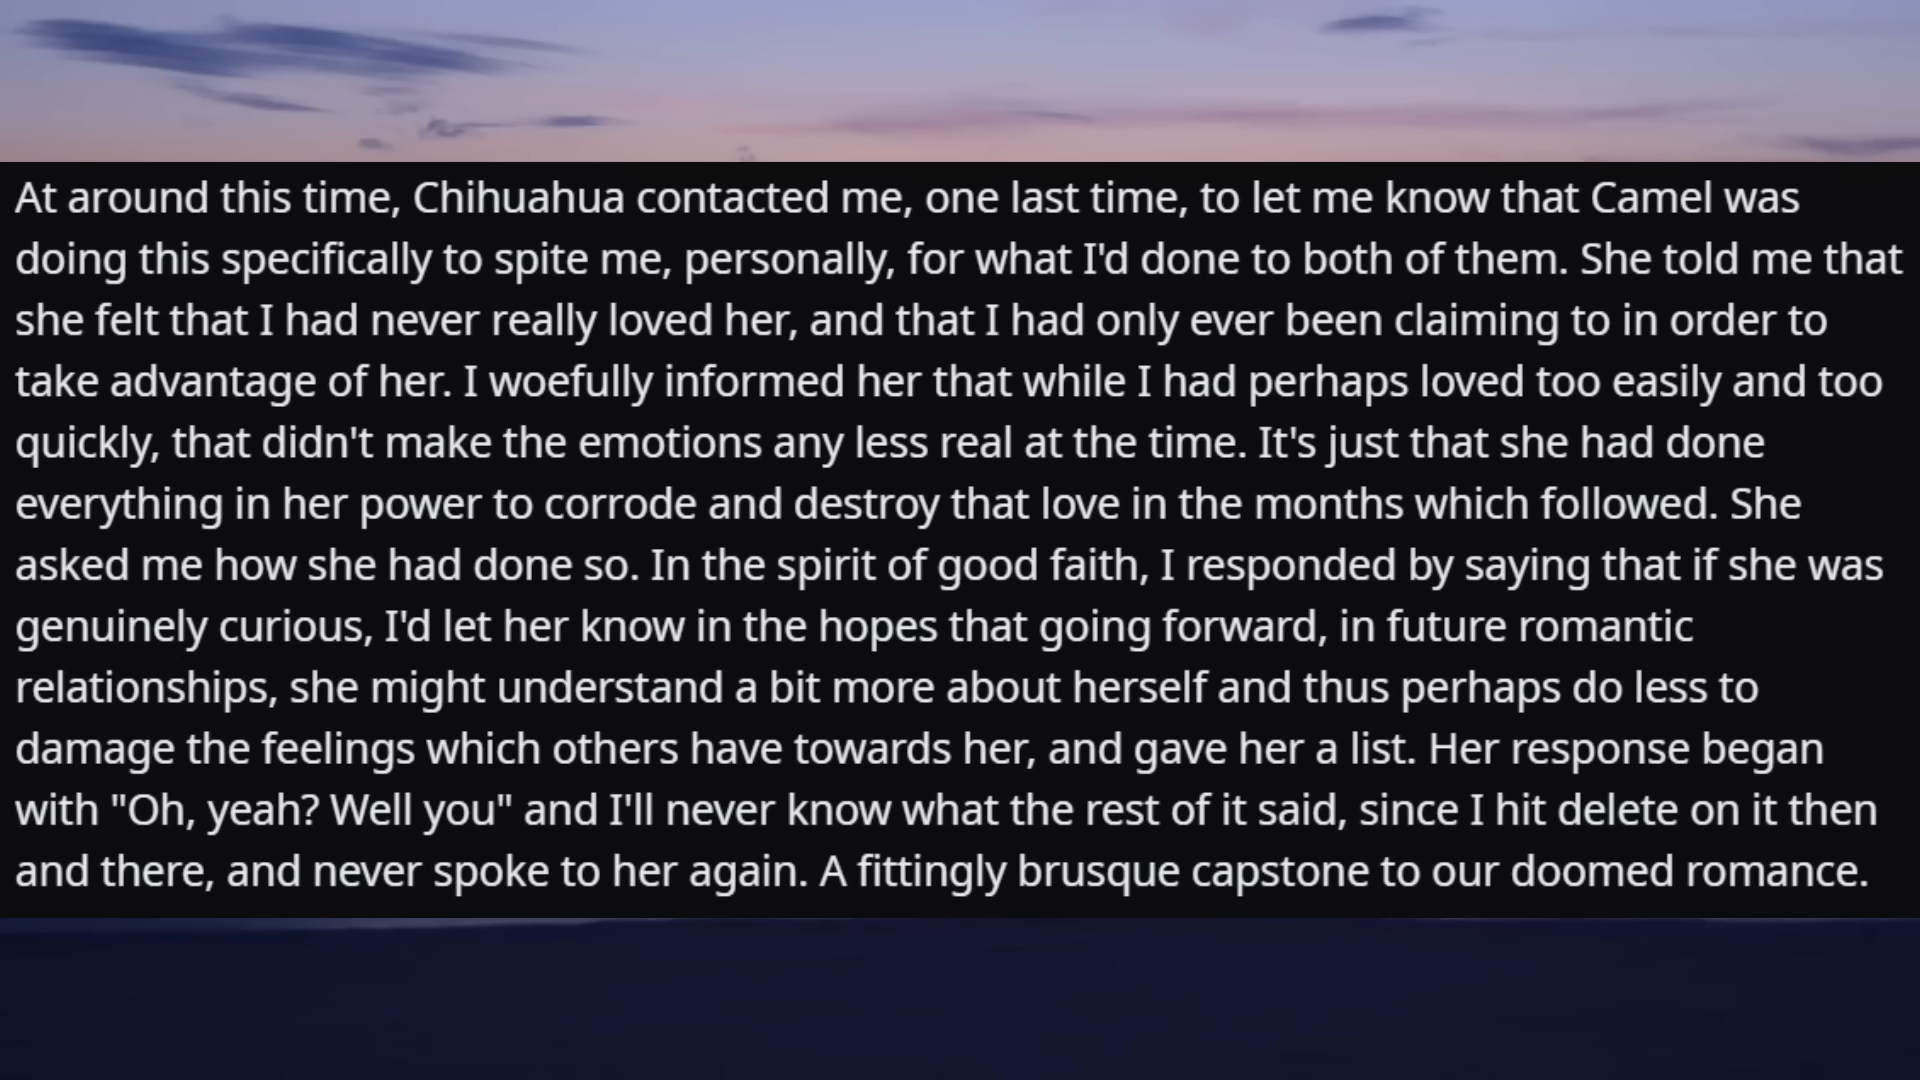 At around this time, Chihuahua contacted me, one last time, to let me know that Camel was
doing this specifically to spite me, personally, for what I'd done to both of them. She told me that
she felt that I had never really loved her, and that I had only ever been claiming to in order to
take advantage of her. I woefully informed her that while I had perhaps loved too easily and too
quickly, that didn't make the emotions any less real at the time. It's just that she had done
everything in her power to corrode and destroy that love in the months which followed. She
asked me how she had done so. In the spirit of good faith, I responded by saying that if she was
genuinely curious, I'd let her know in the hopes that going forward, in future romantic
relationships, she might understand a bit more about herself and thus perhaps do less to
damage the feelings which others have towards her, and gave her a list. Her response began
with "Oh, yeah? Well you" and I'll never know what the rest of it said, since I hit delete on it then
and there, and never spoke to her again. A fittingly brusque capstone to our doomed romance.